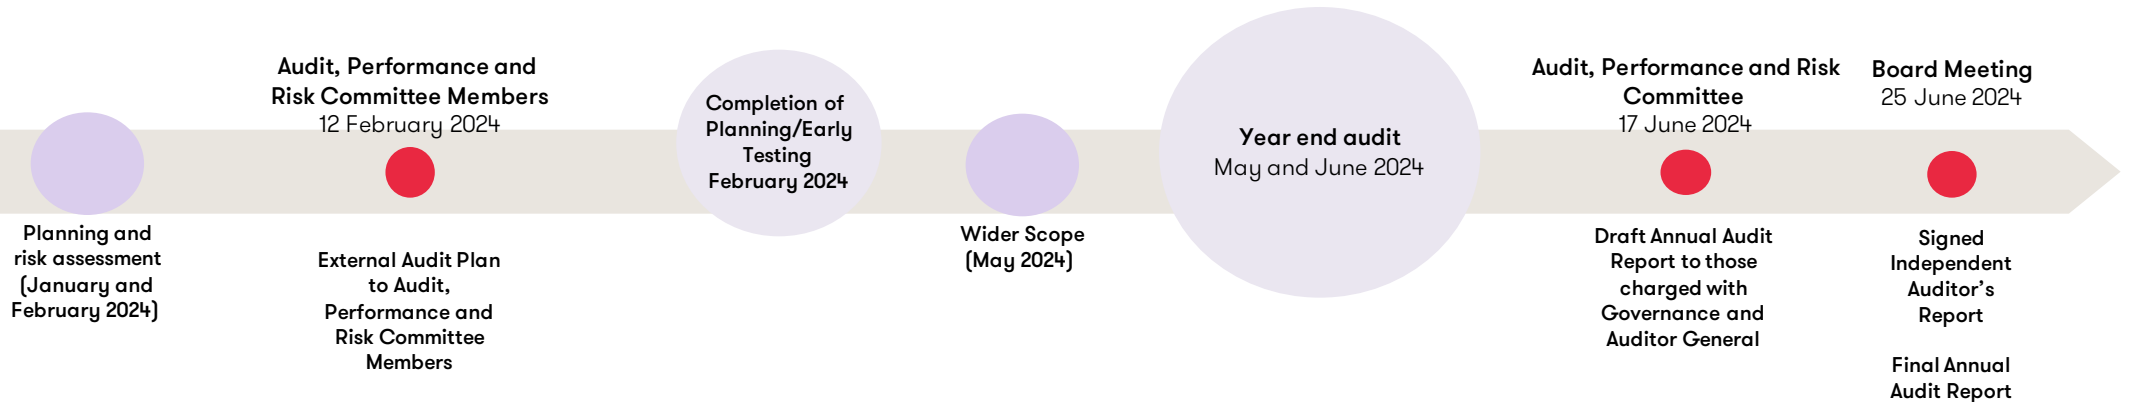 Planning and
risk assessment
(January and
February 2024)
Audit, Performance and
Risk Committee Members
12 February 2024
External Audit Plan
to Audit,
Performance and
Risk Committee
Members
Completion of
Planning/Early
Testing
February 2024
Wider Scope
(May 2024)
Year end audit
May and June 2024
Audit, Performance and Risk
Committee
17 June 2024
Draft Annual Audit
Report to those
charged with
Governance and
Auditor General
Board Meeting
25 June 2024
Signed
Independent
Auditor’s
Report
Final Annual
Audit Report